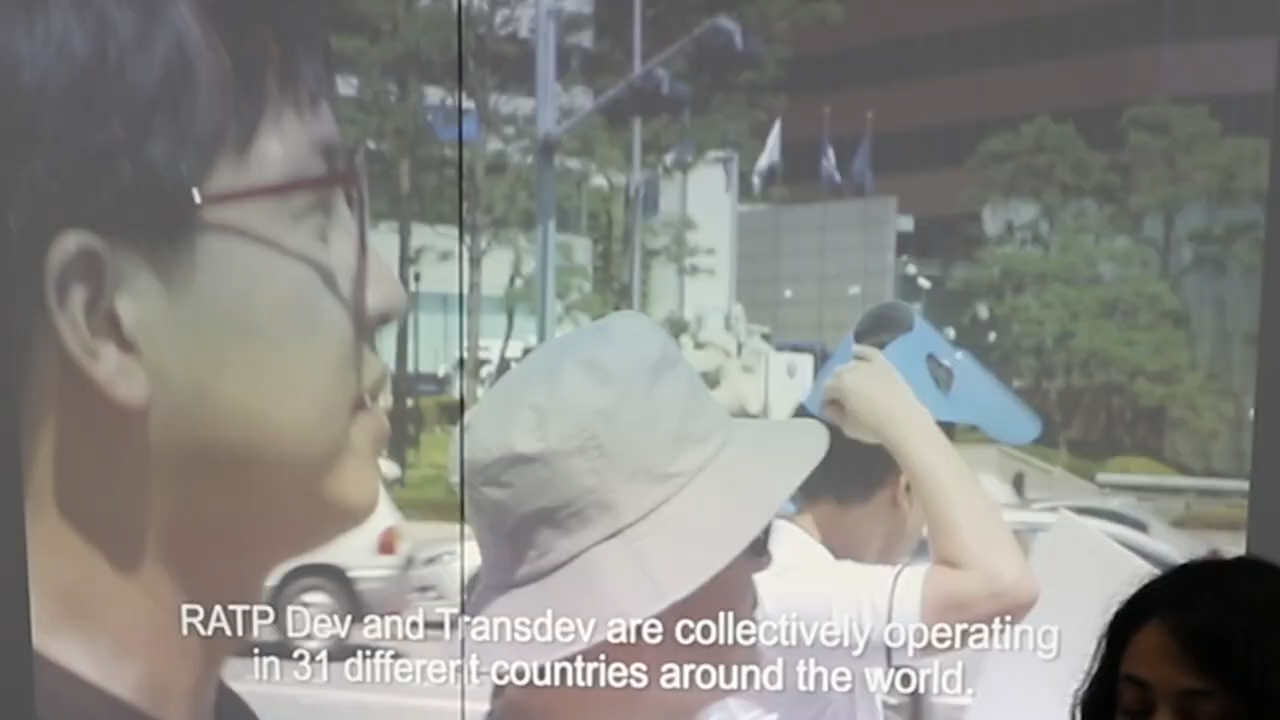 RATP Dev and Transdev are collectively operating
in 31 different countries around the world.